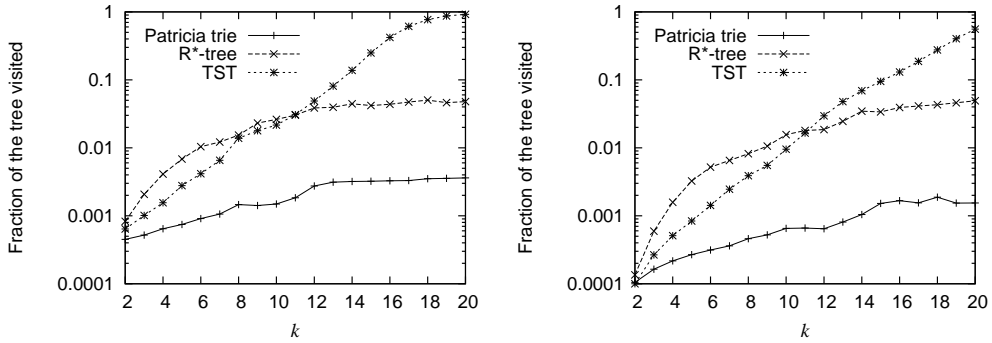 Fraction of the tree visited
1
0.1
0.01
0.001
0.0001
Patricia trie
R*-tree
TST
2 4 6 8 10 12 14 16 18 20
k
Fraction of the tree visited
1
0.1
0.01
0.001
0.0001
Patricia trie
R*-tree
TST
2 4 6 8 10 12 14 16 18 20
k